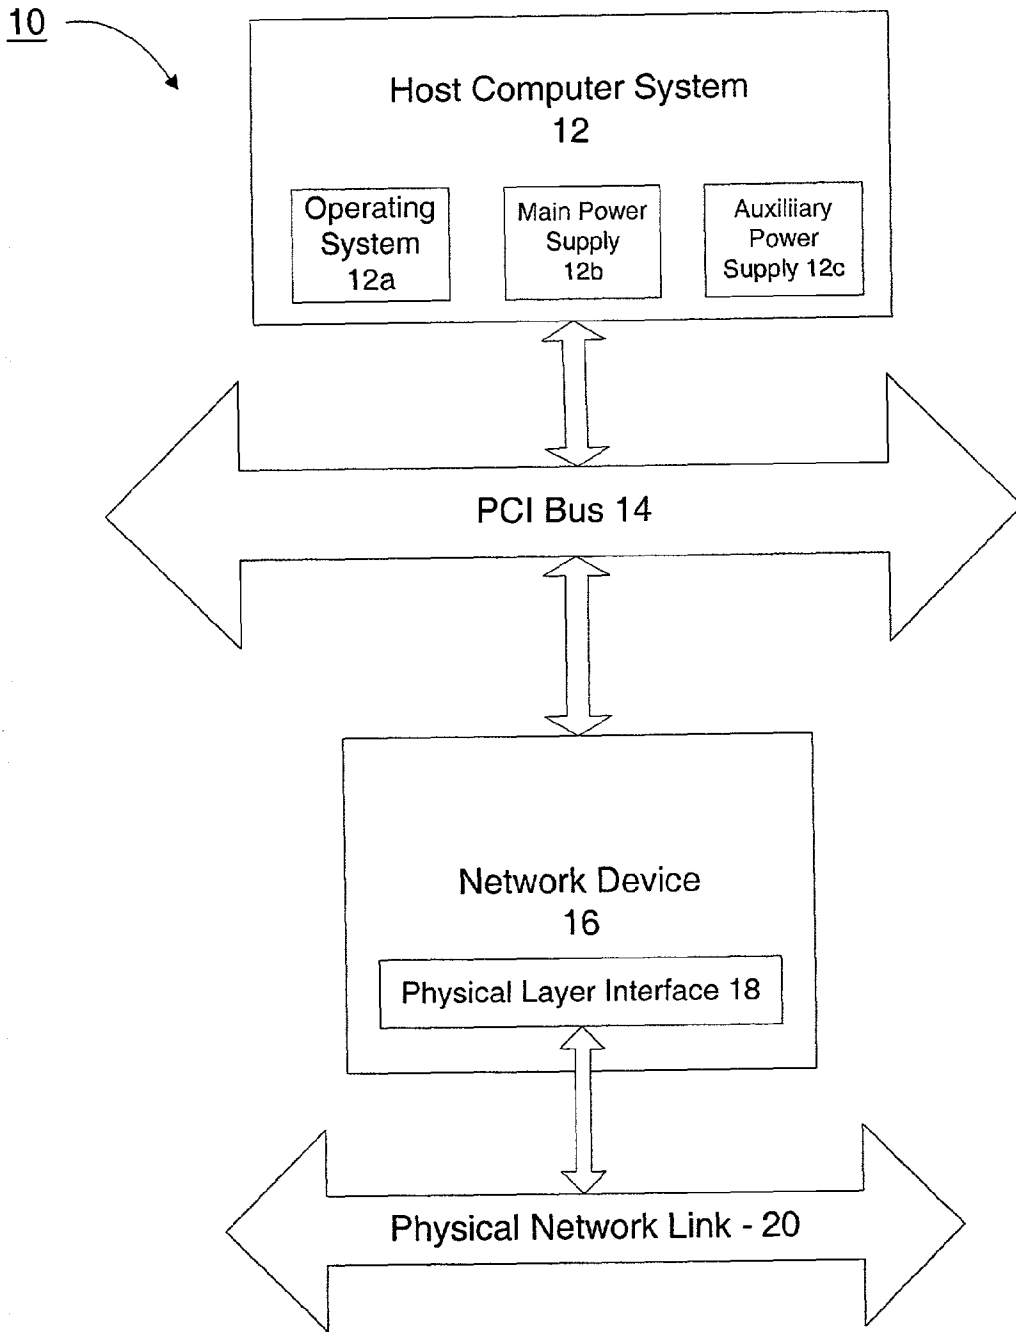 10
Host Computer System
12
Operating
System
12a
Main Power
Supply
12b
Auxiliiary
Power
Supply 12c
PCI Bus 14
Network Device
16
Physical Layer Interface 18
Physical Network Link - 20